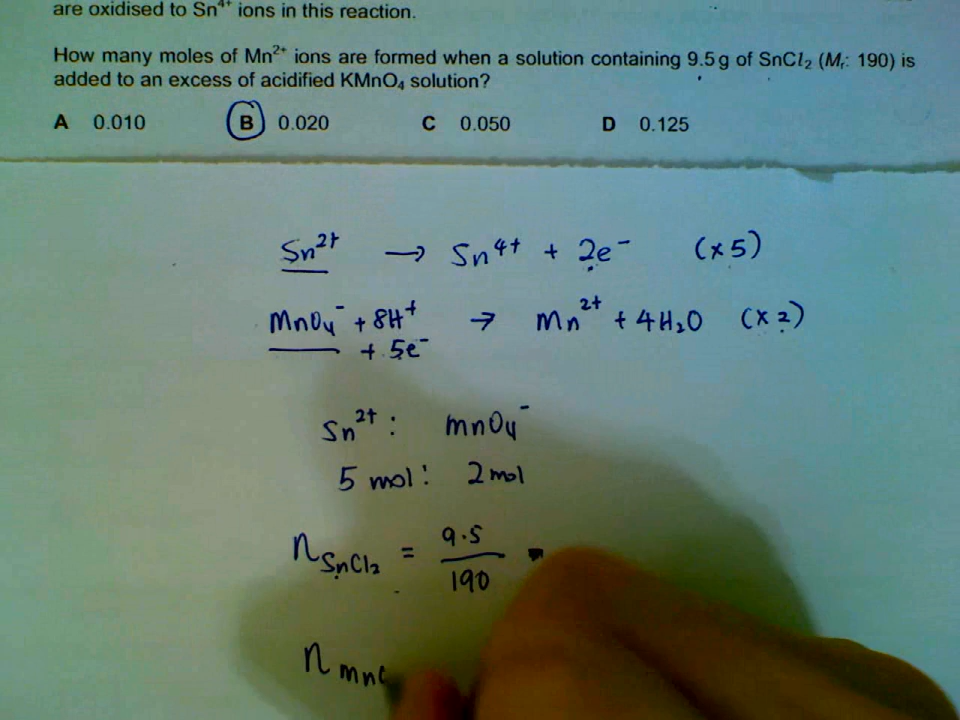 are oxidised to Sn⁴⁺ ions in this reaction.
How many moles of Mn²⁺ ions are formed when a solution containing 9.5 g of SnCl₂ (Mᵣ: 190) is
added to an excess of acidified KMnO₄ solution?
A 0.010 B 0.020 C 0.050 D 0.125
Sn²⁺ → Sn⁴⁺ + 2e⁻ (×5)
MnO₄⁻ + 8H⁺ → Mn²⁺ + 4H₂O (×2)
+ 5e⁻
Sn²⁺ : MnO₄⁻
5 mol : 2 mol
n SnCl₂ = 9.5
190
n mn